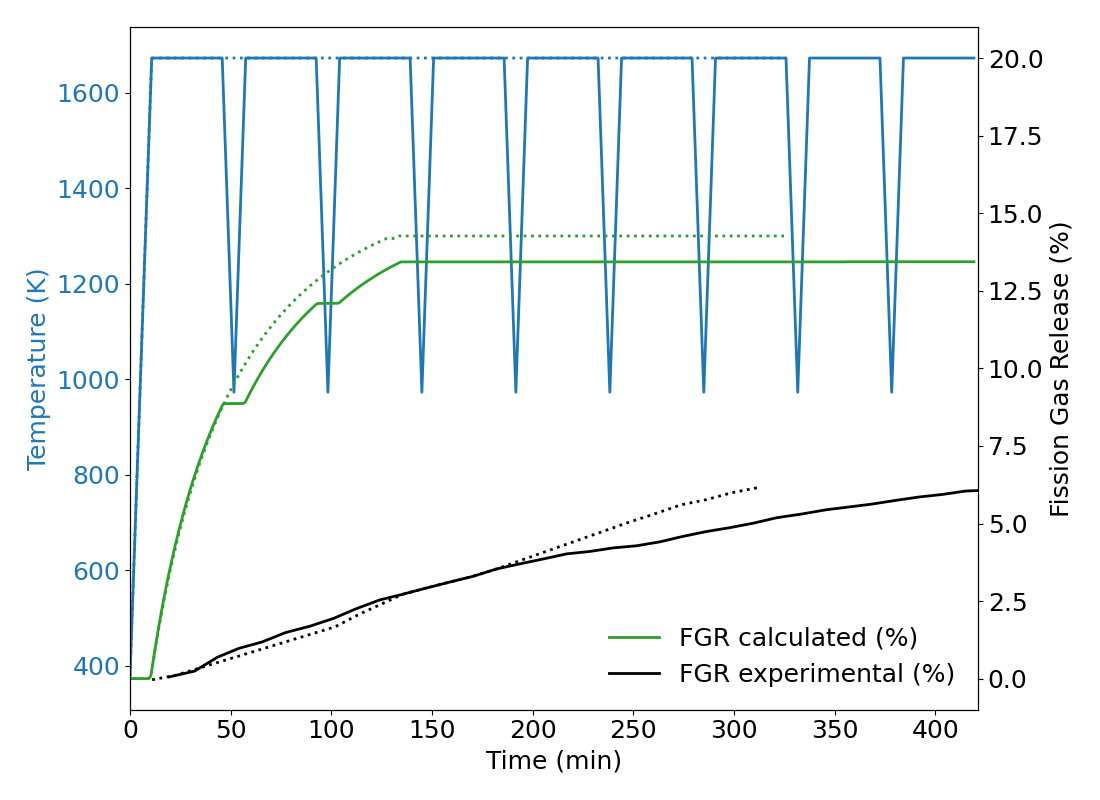 1600
1400
1200
1000
800
600
400
Temperature (K)
20.0
17.5
15.0
12.5
10.0
7.5
5.0
2.5
0.0
Fission Gas Release (%)
FGR calculated (%)
FGR experimental (%)
0 50 100 150 200 250 300 350 400
Time (min)